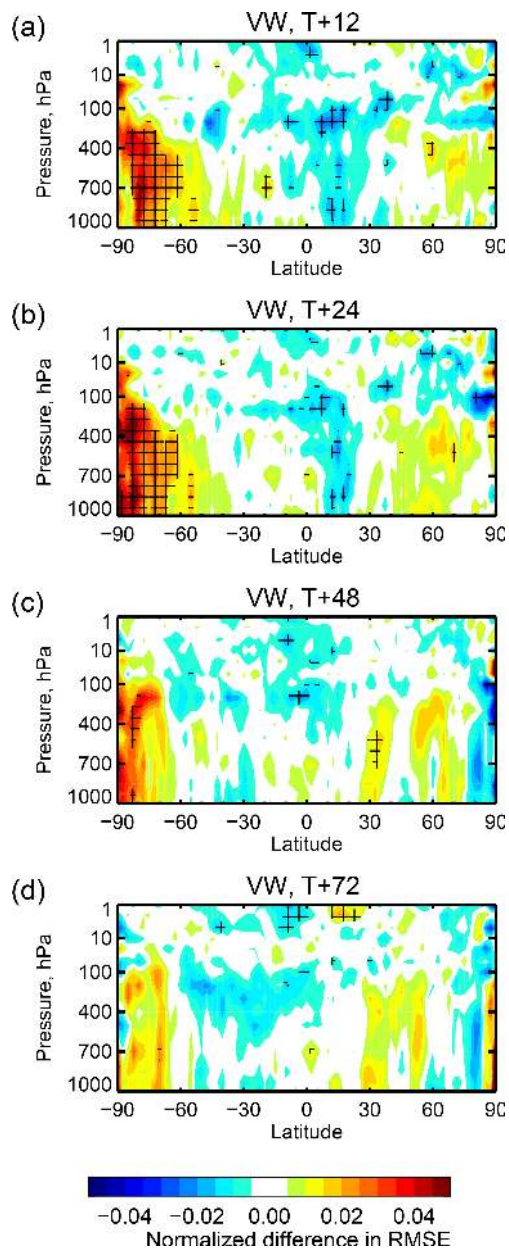 (a) VW, T+12
1
10
100
400
700
1000
Pressure, hPa
−90 −60 −30 0 30 60 90
Latitude
(b) VW, T+24
1
10
100
400
700
1000
Pressure, hPa
−90 −60 −30 0 30 60 90
Latitude
(c) VW, T+48
1
10
100
400
700
1000
Pressure, hPa
−90 −60 −30 0 30 60 90
Latitude
(d) VW, T+72
1
10
100
400
700
1000
Pressure, hPa
−90 −60 −30 0 30 60 90
Latitude
−0.04 −0.02 0.00 0.02 0.04
Normalized difference in RMSE